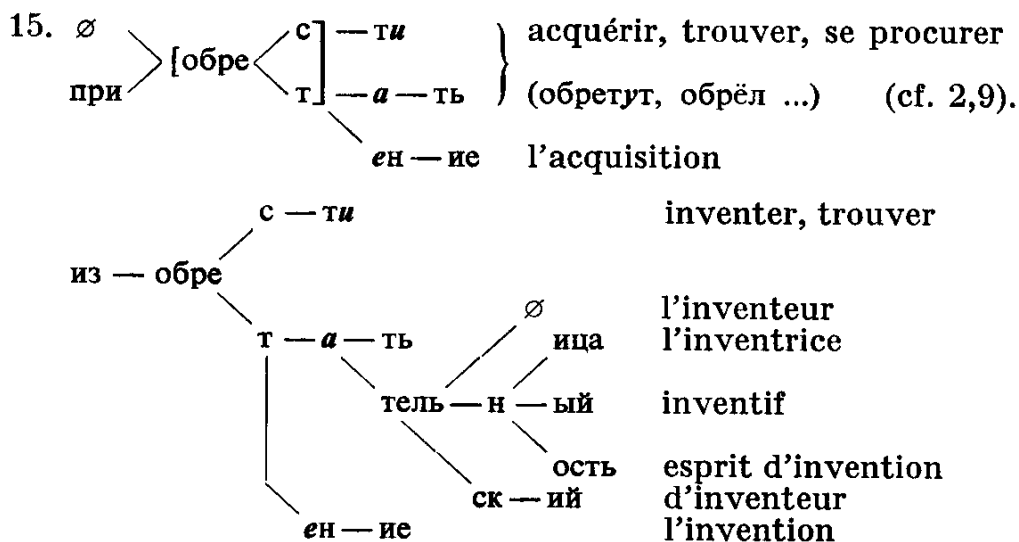 15. ∅ с — ти acquérir, trouver, se procurer
[обре ]
при т — а — ть (обретут, обрёл ...) (cf. 2,9).
ен — ие l'acquisition
с — ти inventer, trouver
из — обре
∅ l'inventeur
т — а — ть ица l'inventrice
тель — н — ый inventif
ость esprit d'invention
ск — ий d'inventeur
ен — ие l'invention